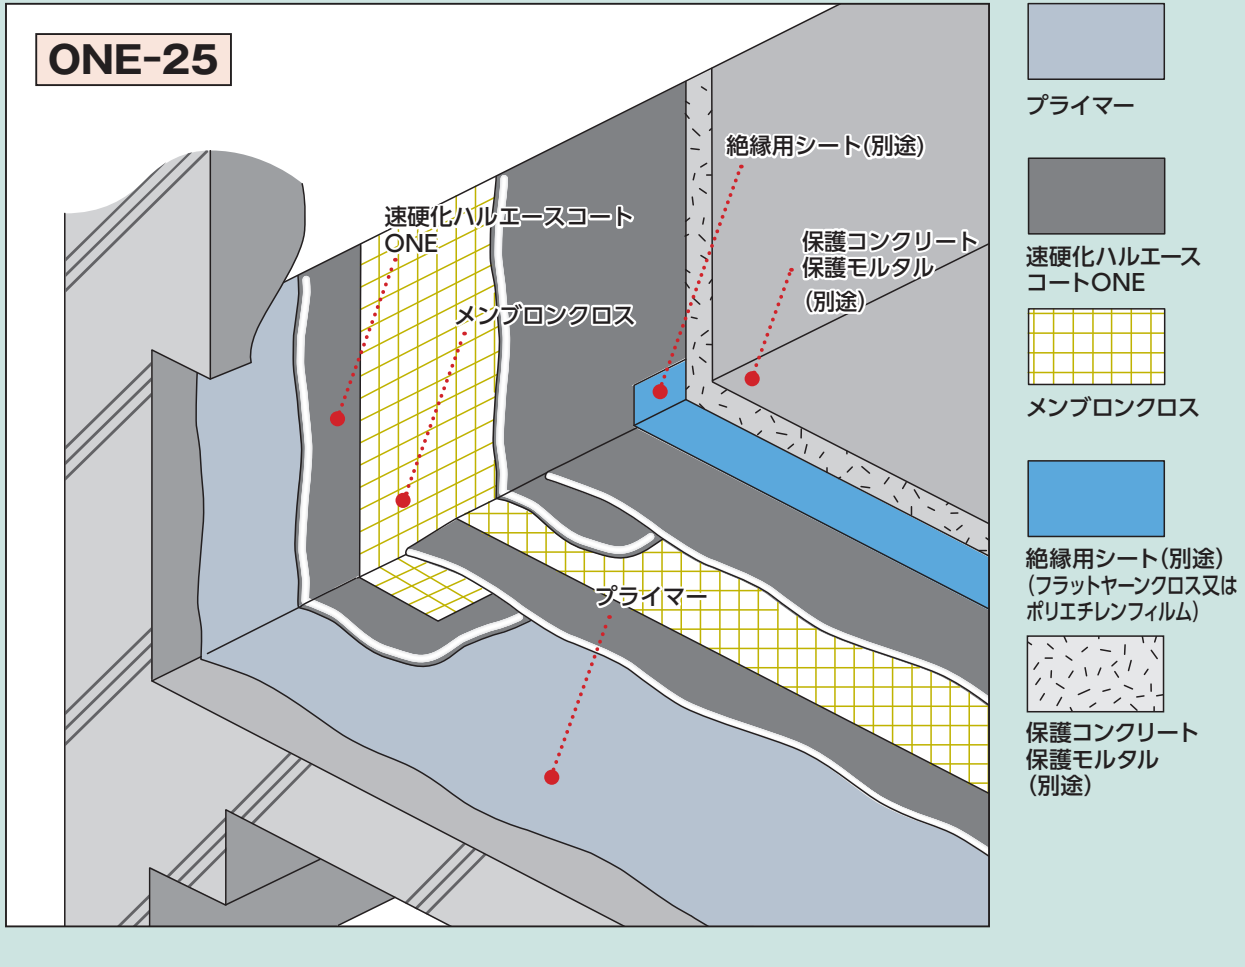 ONE-25
絶縁用シート(別途)
速硬化ハルエースコート
ONE
保護コンクリート
保護モルタル
(別途)
メンブロンクロス
プライマー
プライマー
速硬化ハルエース
コートONE
メンブロンクロス
絶縁用シート(別途)
(フラットヤーンクロス又は
ポリエチレンフィルム)
保護コンクリート
保護モルタル
(別途)